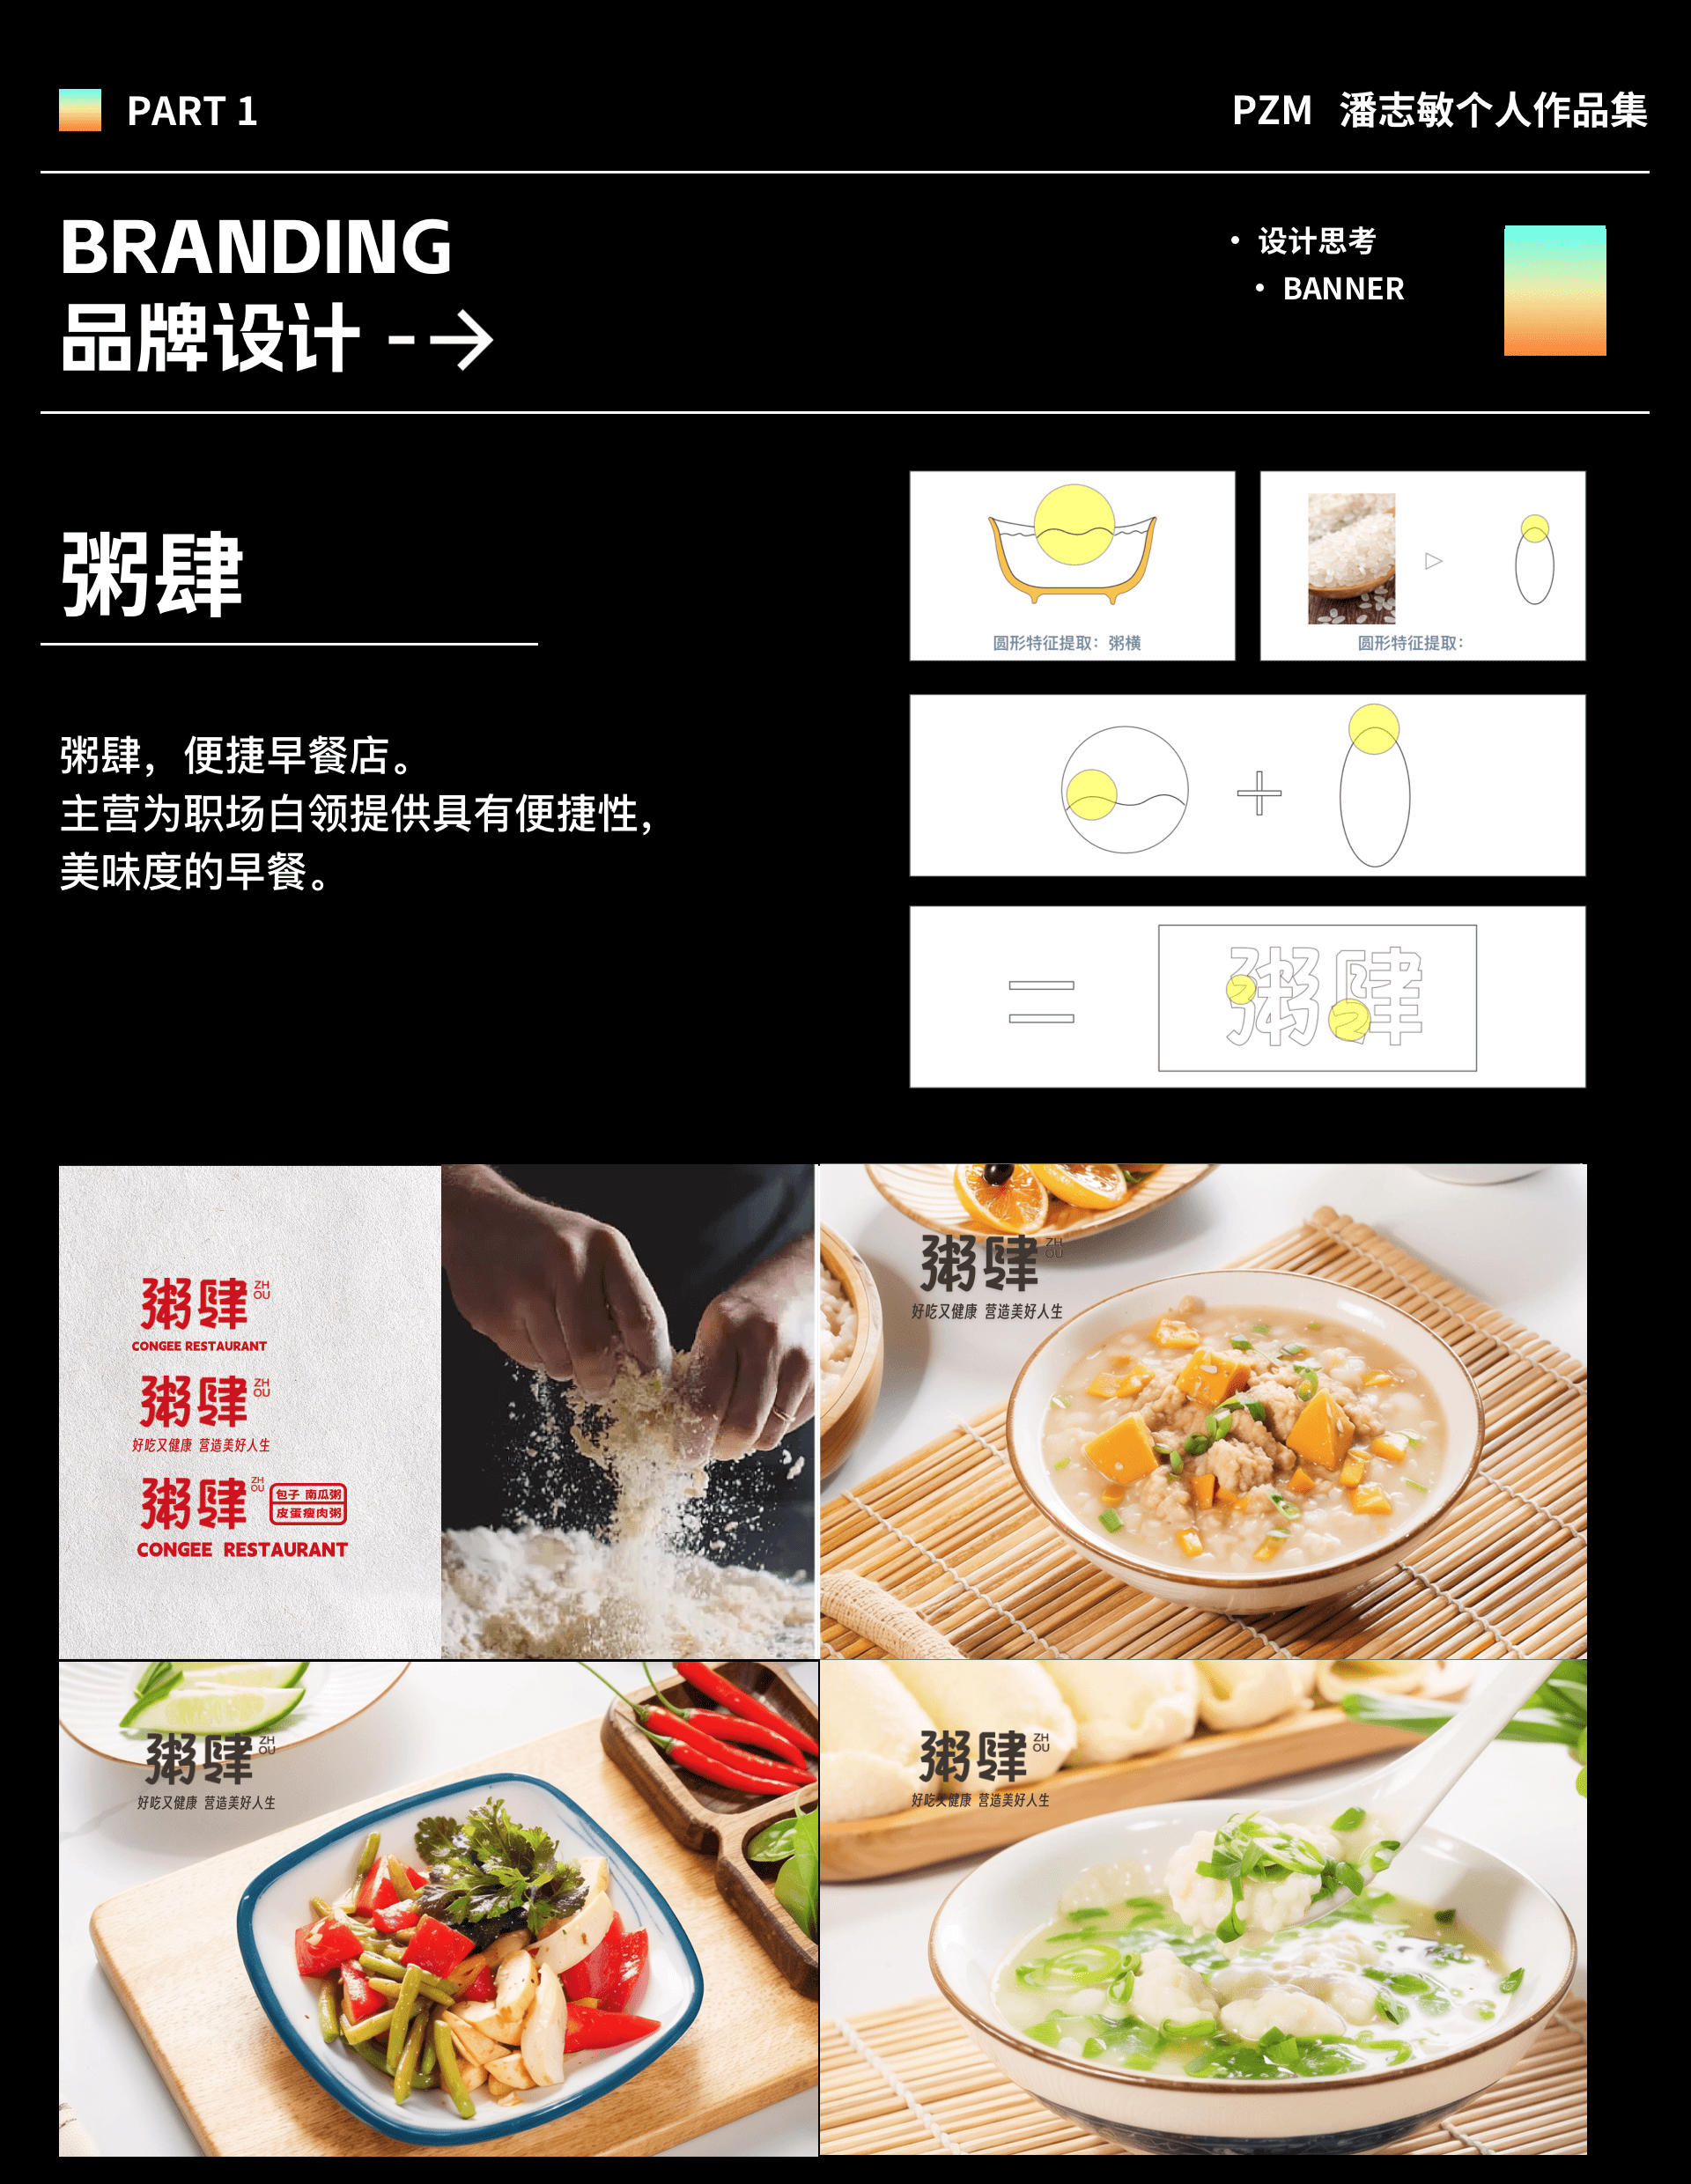 PART 1
PZM 潘志敏个人作品集
BRANDING
品牌设计 -→
• 设计思考
• BANNER
粥肆
粥肆，便捷早餐店。
主营为职场白领提供具有便捷性，
美味度的早餐。
圆形特征提取：粥横
圆形特征提取：
粥肆
粥肆 ZH
OU
CONGEE RESTAURANT
粥肆 ZH
OU
好吃又健康 营造美好人生
粥肆 ZH
OU
包子 南瓜粥
皮蛋瘦肉粥
CONGEE RESTAURANT
粥肆 ZH
OU
好吃又健康 营造美好人生
粥肆 ZH
OU
好吃又健康 营造美好人生
粥肆 ZH
OU
好吃又健康 营造美好人生